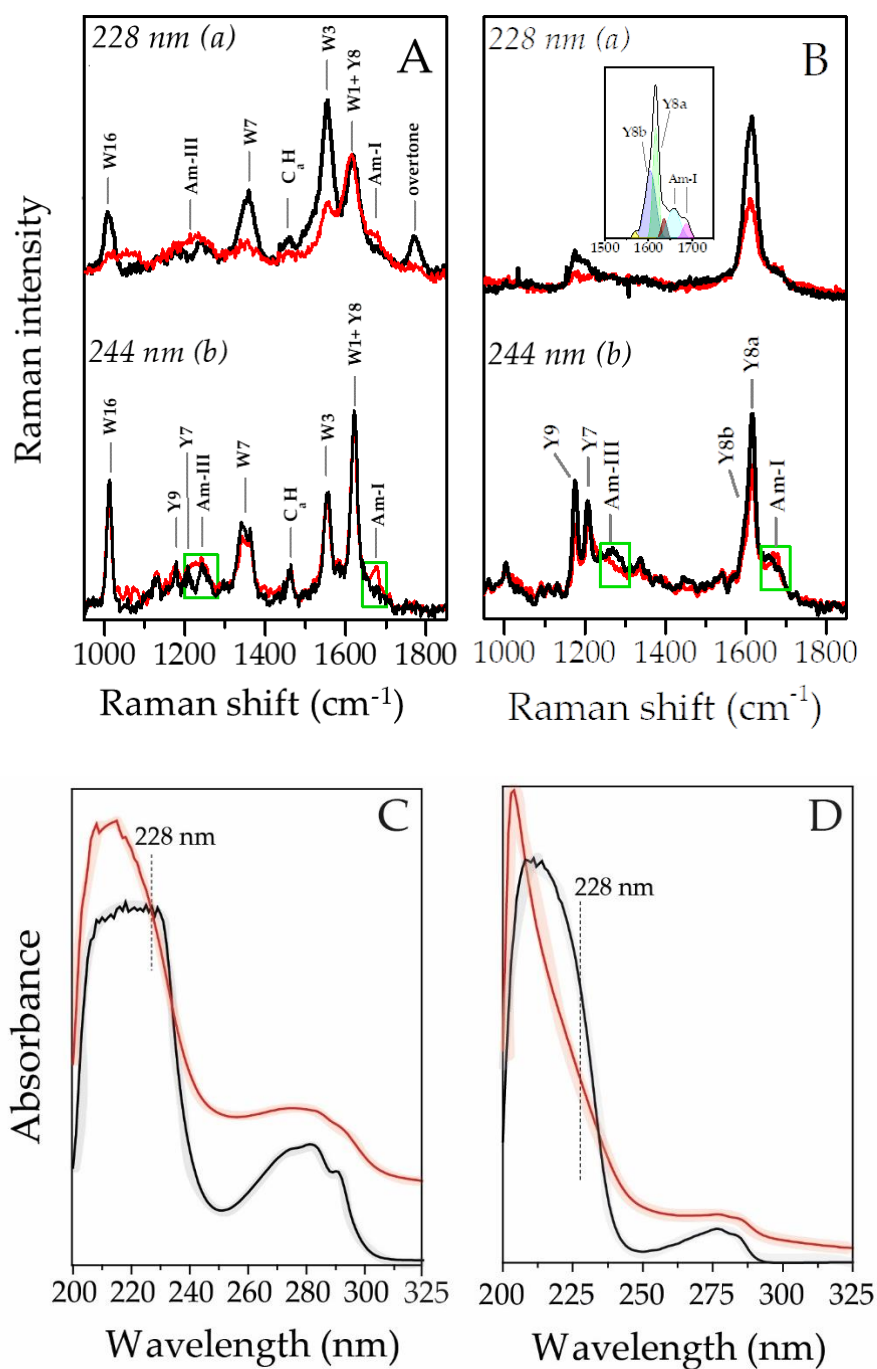 228 nm (a)
A
W16
Am-III
W7
CaH
W3
W1+ Y8
Am-I
overtone
244 nm (b)
W16
Y9
Y7
Am-III
W7
CaH
W3
W1+ Y8
Am-I
1000 1200 1400 1600 1800
Raman shift (cm-1)
Raman intensity
228 nm (a)
B
Y8b
Y8a
Am-I
1500 1600 1700
244 nm (b)
Y9
Y7
Am-III
Y8b
Y8a
Am-I
1000 1200 1400 1600 1800
Raman shift (cm-1)
C
228 nm
200 220 240 260 280 300 325
Wavelength (nm)
Absorbance
D
228 nm
200 225 250 275 300 325
Wavelength (nm)